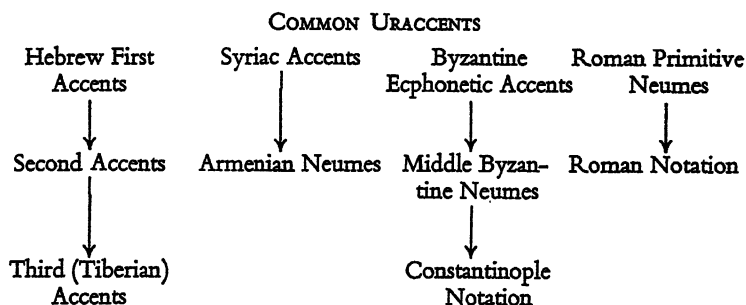 COMMON URACCENTS
Hebrew First Accents
Syriac Accents
Byzantine Ecphonetic Accents
Roman Primitive Neumes
Second Accents
Armenian Neumes
Middle Byzan-
tine Neumes
Roman Notation
Third (Tiberian) Accents
Constantinople Notation